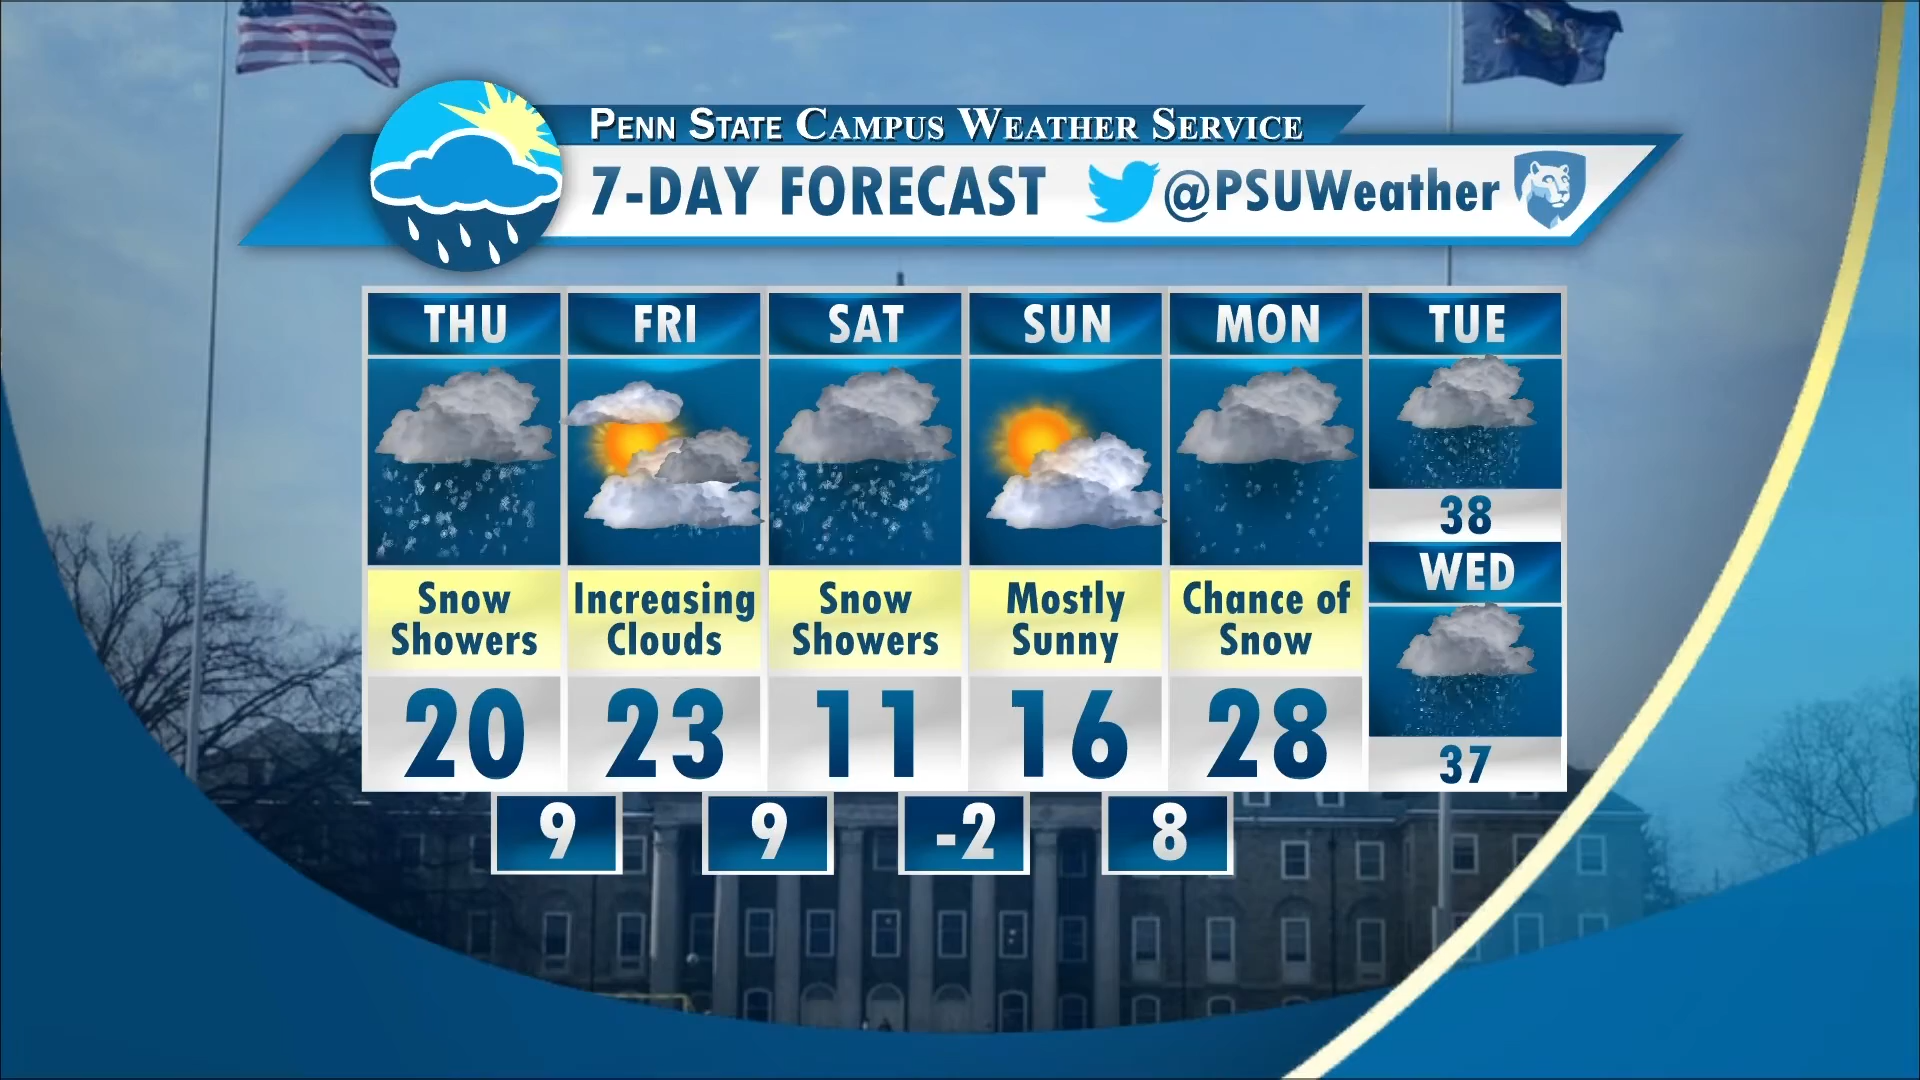 PENN STATE CAMPUS WEATHER SERVICE
7-DAY FORECAST @PSUWeather
THU FRI SAT SUN MON TUE
38
WED
Snow Increasing Snow Mostly Chance of
Showers Clouds Showers Sunny Snow
20 23 11 16 28 37
9 9 -2 8